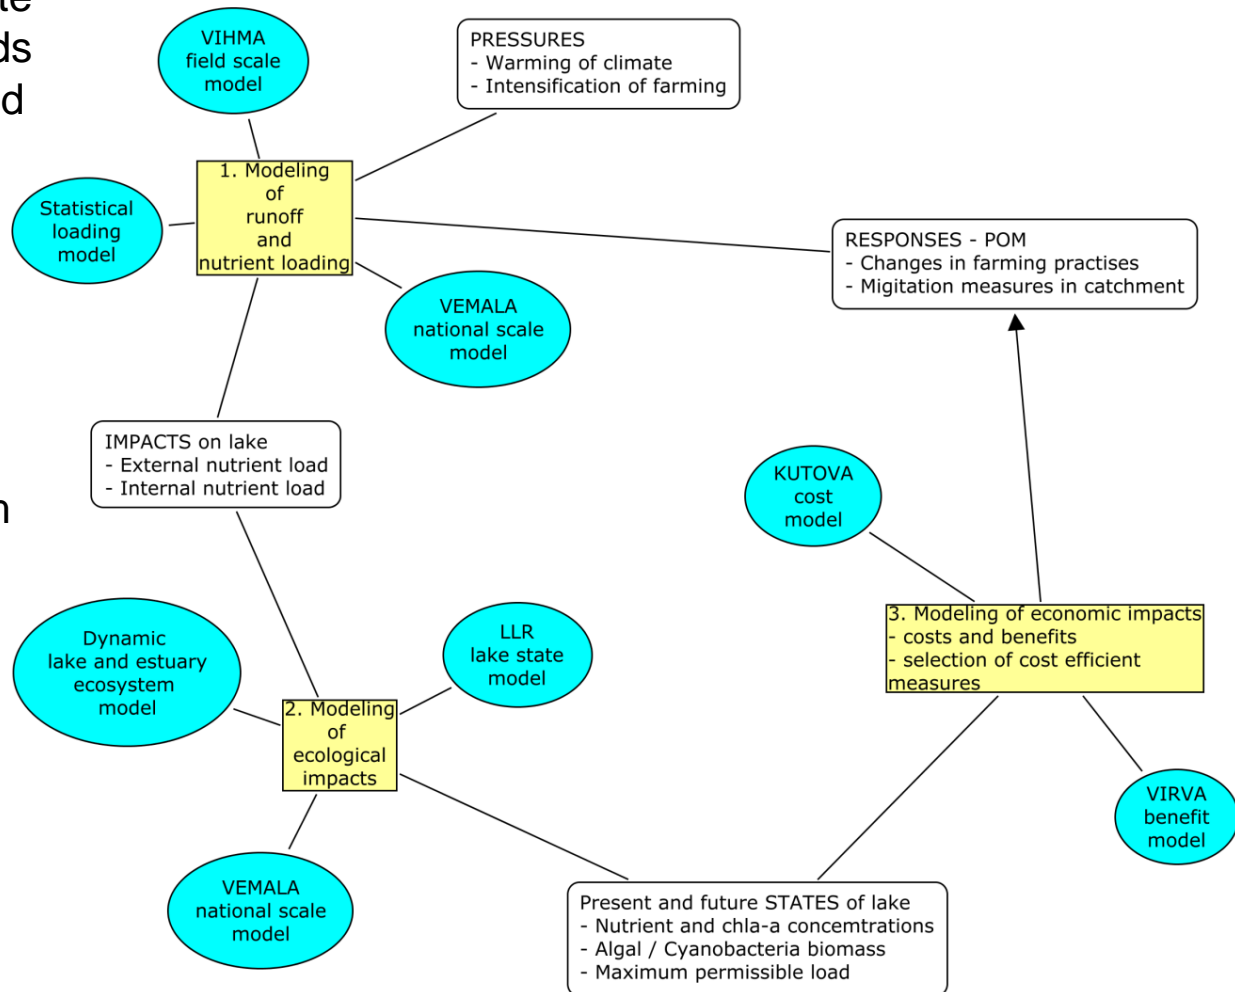 VIHMA
field scale
model
PRESSURES
- Warming of climate
- Intensification of farming
1. Modeling
of
runoff
and
nutrient loading
Statistical
loading
model
RESPONSES - POM
- Changes in farming practises
- Migitation measures in catchment
VEMALA
national scale
model
IMPACTS on lake
- External nutrient load
- Internal nutrient load
KUTOVA
cost
model
Dynamic
lake and estuary
ecosystem
model
LLR
lake state
model
3. Modeling of economic impacts
- costs and benefits
- selection of cost efficient
measures
2. Modeling
of
ecological
impacts
VIRVA
benefit
model
VEMALA
national scale
model
Present and future STATES of lake
- Nutrient and chla-a concemtrations
- Algal / Cyanobacteria biomass
- Maximum permissible load